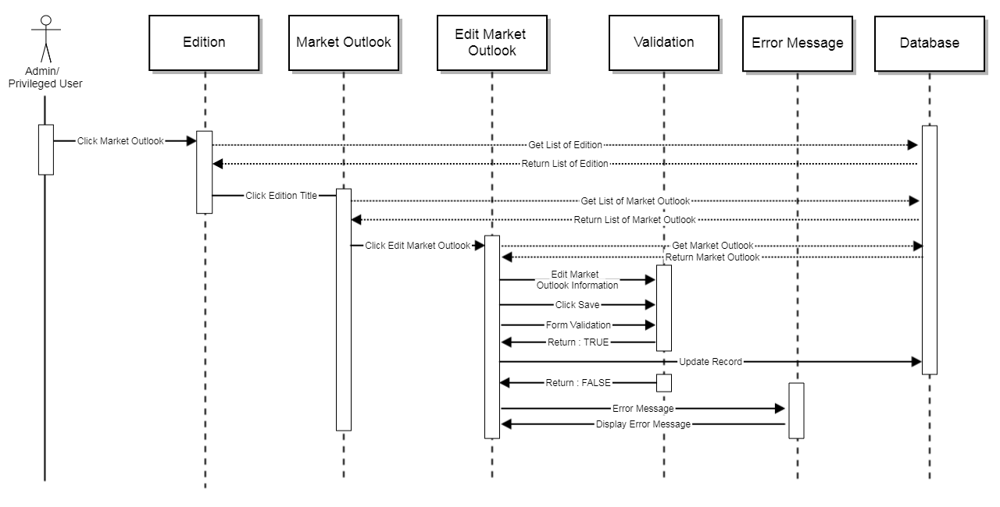 Admin/
Privileged User
Edition
Market Outlook
Edit Market
Outlook
Validation
Error Message
Database
Click Market Outlook
Get List of Edition
Return List of Edition
Click Edition Title
Get List of Market Outlook
Return List of Market Outlook
Click Edit Market Outlook
Get Market Outlook
Return Market Outlook
Edit Market
Outlook Information
Click Save
Form Validation
Return : TRUE
Update Record
Return : FALSE
Error Message
Display Error Message